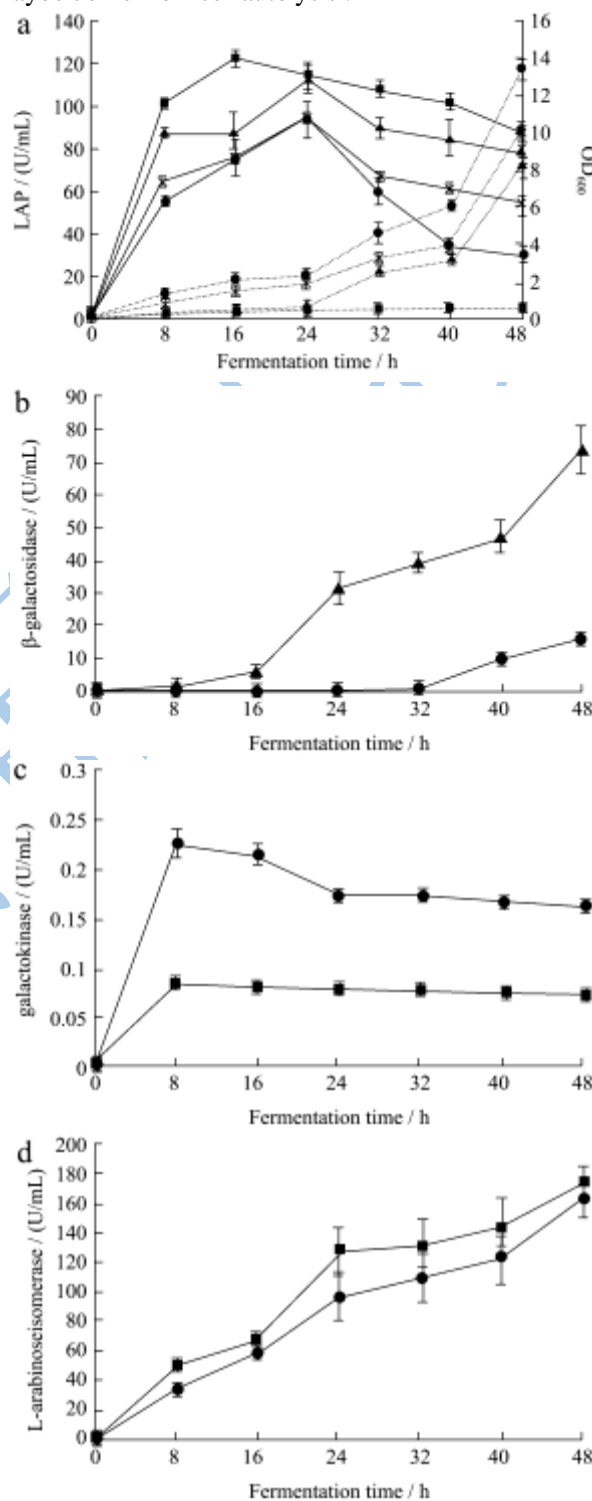 a
140
120
100
80
60
40
20
0
LAP / (U/mL)
16
14
12
10
8
6
4
2
0
OD600
0 8 16 24 32 40 48
Fermentation time / h
b
90
80
70
60
50
40
30
20
10
0
β-galactosidase / (U/mL)
0 8 16 24 32 40 48
Fermentation time / h
c
0.3
0.25
0.2
0.15
0.1
0.05
0
galactokinase / (U/mL)
0 8 16 24 32 40 48
Fermentation time / h
d
200
180
160
140
120
100
80
60
40
20
0
L-arabinoseisomerase / (U/mL)
0 8 16 24 32 40 48
Fermentation time / h